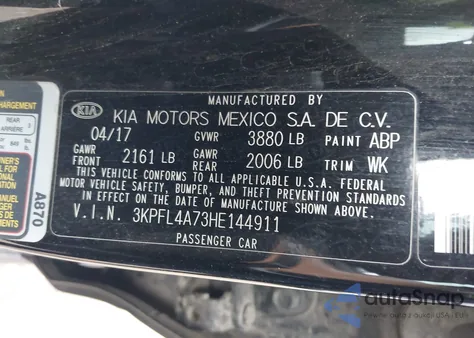 MANUFACTURED BY
KIA KIA MOTORS MEXICO S.A. DE C.V.
04/17 GVWR 3880 LB PAINT ABP
GAWR FRONT 2161 LB GAWR REAR 2006 LB TRIM WK
THIS VEHICLE CONFORMS TO ALL APPLICABLE U.S.A. FEDERAL
MOTOR VEHICLE SAFETY, BUMPER, AND THEFT PREVENTION STANDARDS
IN EFFECT ON THE DATE OF MANUFACTURE SHOWN ABOVE.
V.I.N. 3KPFL4A73HE144911
PASSENGER CAR
A870
autoSnap